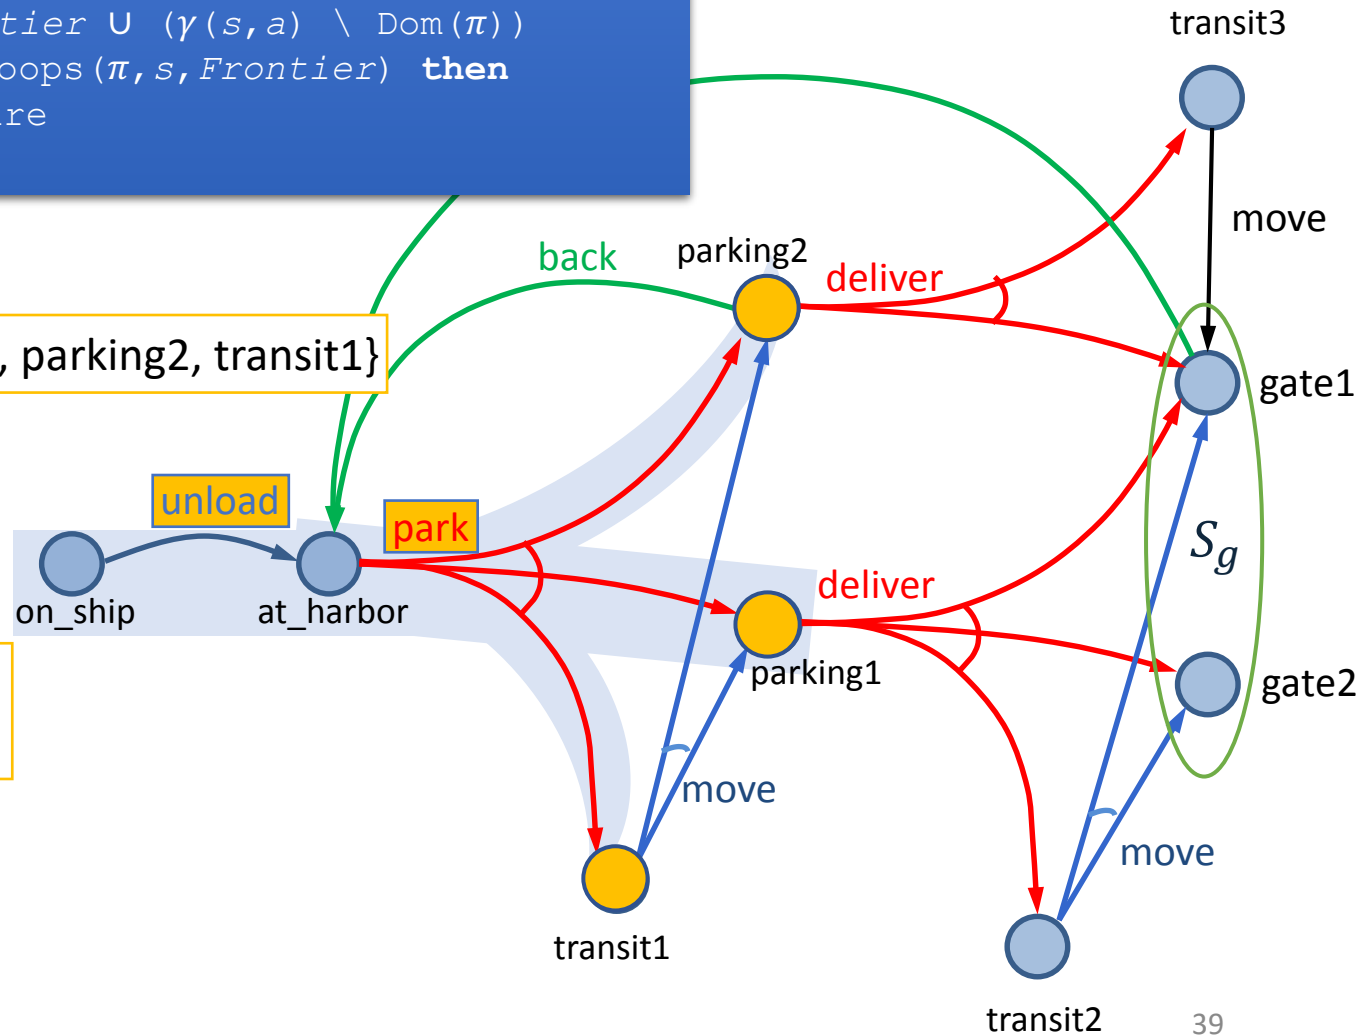 tier ∪ (γ(s,a) \ Dom(π))
oops(π,s,Frontier) then
re
transit3
move
back
parking2
deliver
, parking2, transit1}
gate1
unload
park
S_g
on_ship
at_harbor
deliver
parking1
gate2
move
move
transit1
transit2
39